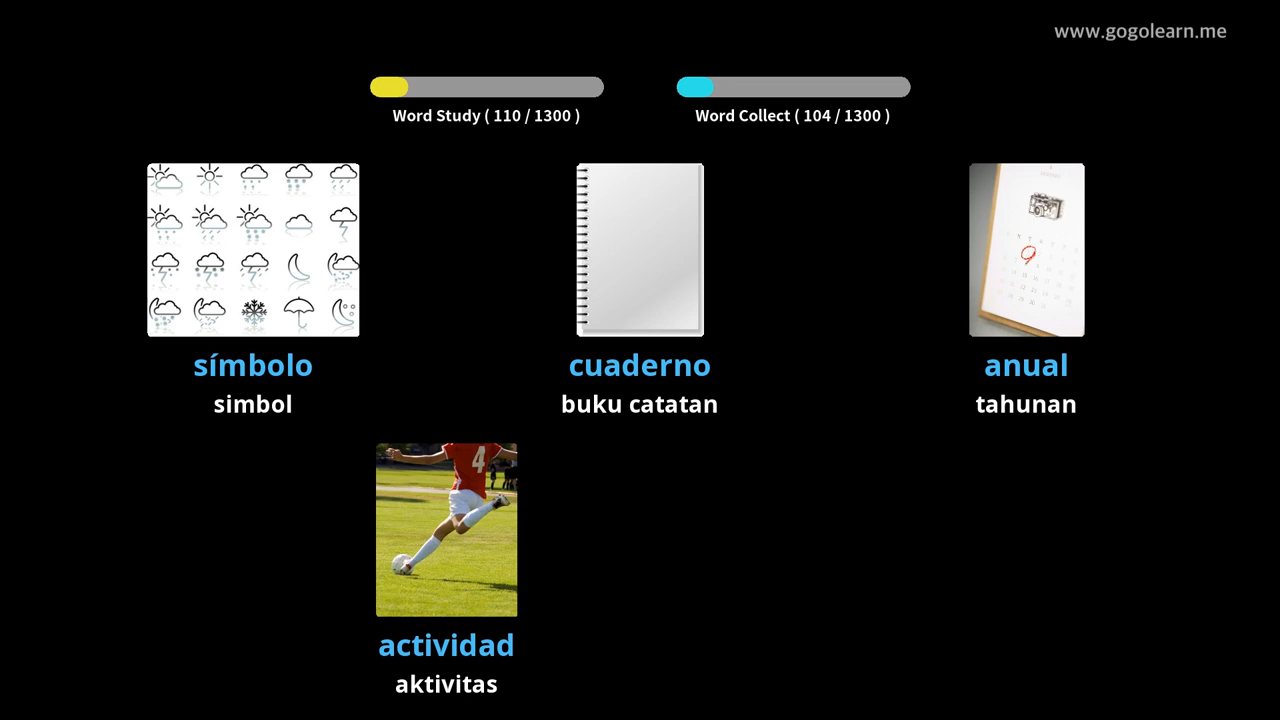 www.gogolearn.me
Word Study ( 110 / 1300 )
Word Collect ( 104 / 1300 )
símbolo
simbol
cuaderno
buku catatan
anual
tahunan
4
actividad
aktivitas